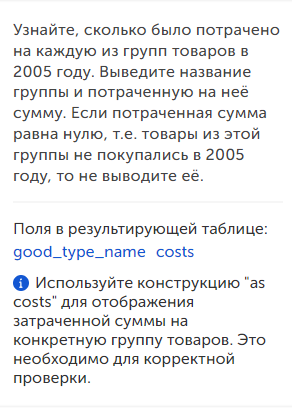 Узнайте, сколько было потрачено
на каждую из групп товаров в
2005 году. Выведите название
группы и потраченную на неё
сумму. Если потраченная сумма
равна нулю, т.е. товары из этой
группы не покупались в 2005
году, то не выводите её.
Поля в результирующей таблице:
good_type_name costs
Используйте конструкцию "as
costs" для отображения
затраченной суммы на
конкретную группу товаров. Это
необходимо для корректной
проверки.